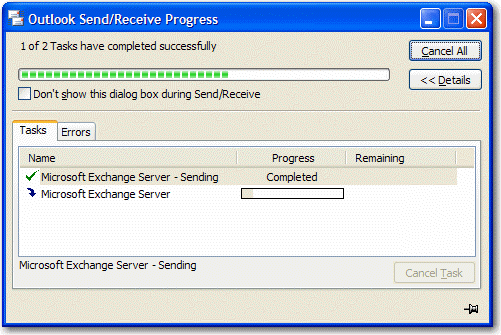 Outlook Send/Receive Progress
1 of 2 Tasks have completed successfully
Cancel All
<< Details
Don't show this dialog box during Send/Receive
Tasks Errors
Name Progress Remaining
Microsoft Exchange Server - Sending Completed
Microsoft Exchange Server
Microsoft Exchange Server - Sending
Cancel Task